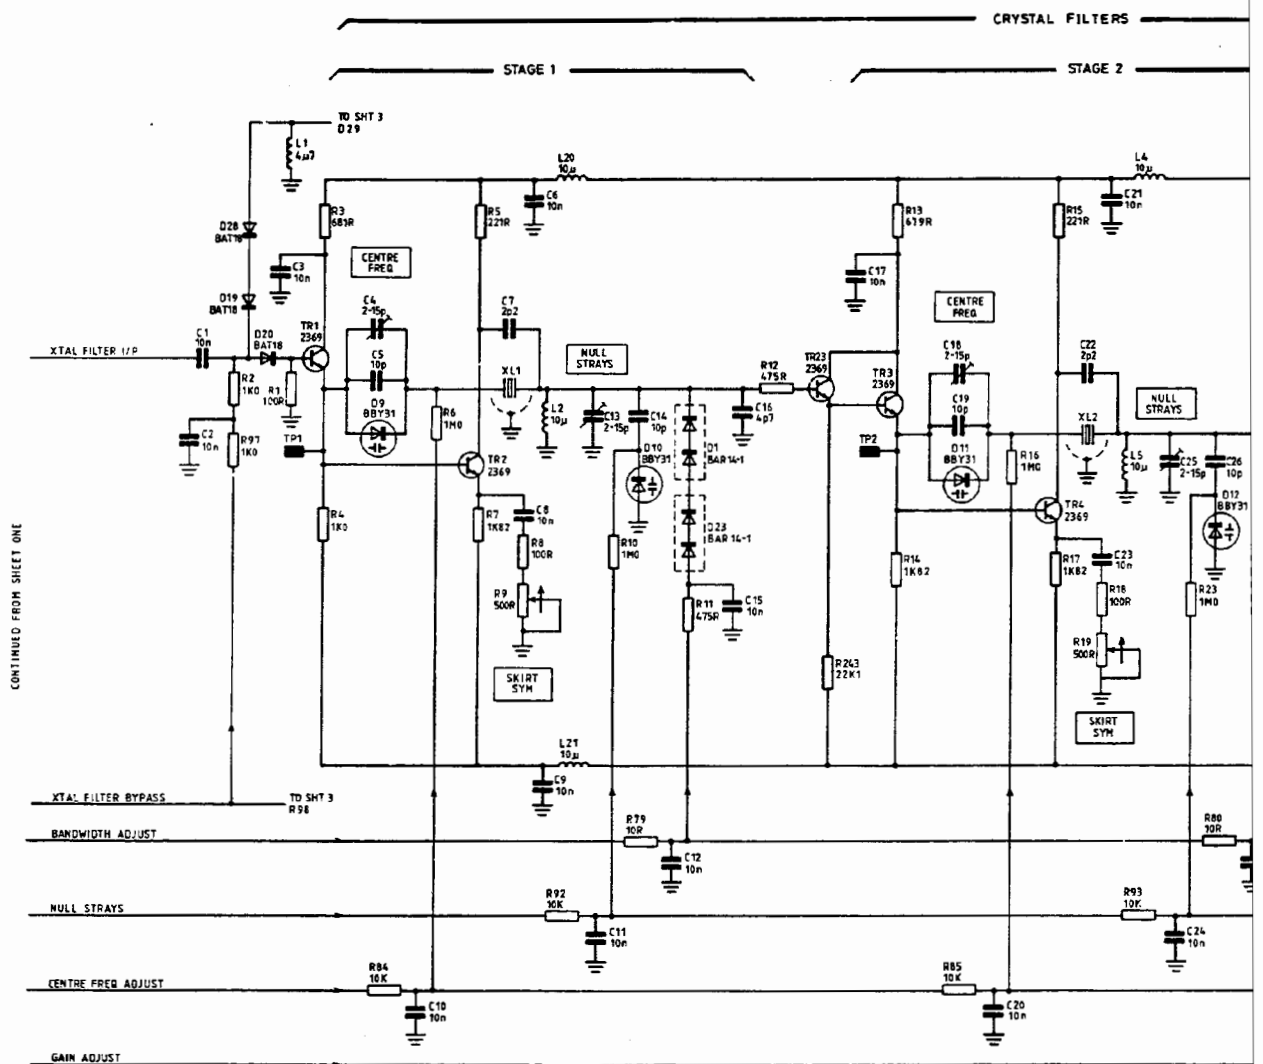 CRYSTAL FILTERS
STAGE 1
STAGE 2
TO SHT 3
D29
L1
4µ7
L20
10µ
L4
10µ
R3
681R
R5
221R
C6
10n
R13
619R
R15
221R
C21
10n
D28
BAT18
C3
10n
CENTRE
FREQ
C17
10n
D19
BAT18
C4
2-15p
C7
2p2
CENTRE
FREQ
C1
10n
D20
BAT18
TR1
2369
XTAL FILTER I/P
C5
10p
NULL
STRAYS
R12
475R
TR23
2369
TR3
2369
C18
2-15p
C22
2p2
XL1
R2
1K0
R1
100R
D9
BBY31
R6
1M0
L2
10µ
C13
2-15p
C14
10p
C16
4p7
C19
10p
XL2
NULL
STRAYS
C2
10n
R97
1K0
TP1
TR2
2369
D10
BBY31
D1
BAR14-1
TP2
D11
BBY31
R16
1M0
L5
10µ
C25
2-15p
C26
10p
R4
1K0
R7
1K82
C8
10n
R8
100R
R9
500R
R10
1M0
D23
BAR14-1
TR4
2369
D12
BBY31
R14
1K82
R17
1K82
C23
10n
R18
100R
R19
500R
R23
1M0
R11
475R
C15
10n
CONTINUED FROM SHEET ONE
SKIRT
SYM
R243
22K1
SKIRT
SYM
L21
10µ
C9
10n
XTAL FILTER BYPASS
TO SHT 3
R98
BANDWIDTH ADJUST
R79
10R
C12
10n
R80
10R
NULL STRAYS
R92
10K
C11
10n
R93
10K
C24
10n
CENTRE FREQ ADJUST
R84
10K
C10
10n
R85
10K
C20
10n
GAIN ADJUST